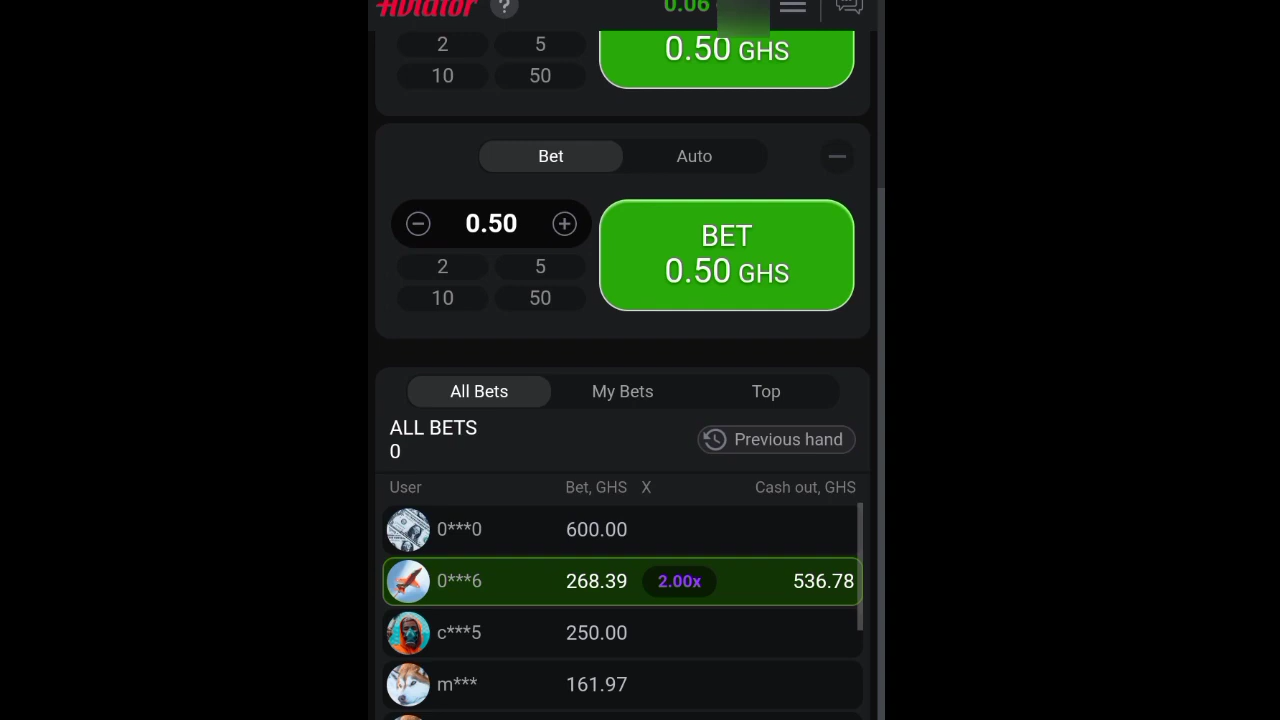 Aviator ? 0.06
2 5 0.50 GHS
10 50
Bet Auto
0.50 BET
0.50 GHS
2 5
10 50
All Bets My Bets Top
ALL BETS
0 Previous hand
User Bet, GHS X Cash out, GHS
0***0 600.00
0***6 268.39 2.00x 536.78
c***5 250.00
m*** 161.97